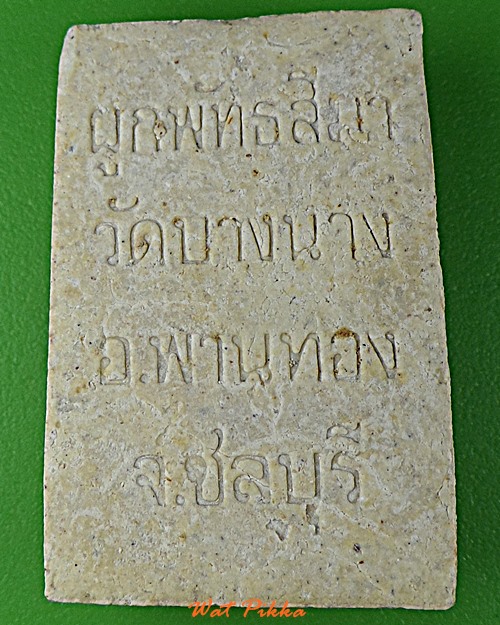 ผูกพัทธสีมา
วัดบางนาง
อ.พานทอง
จ.ชลบุรี
Wat Pikka